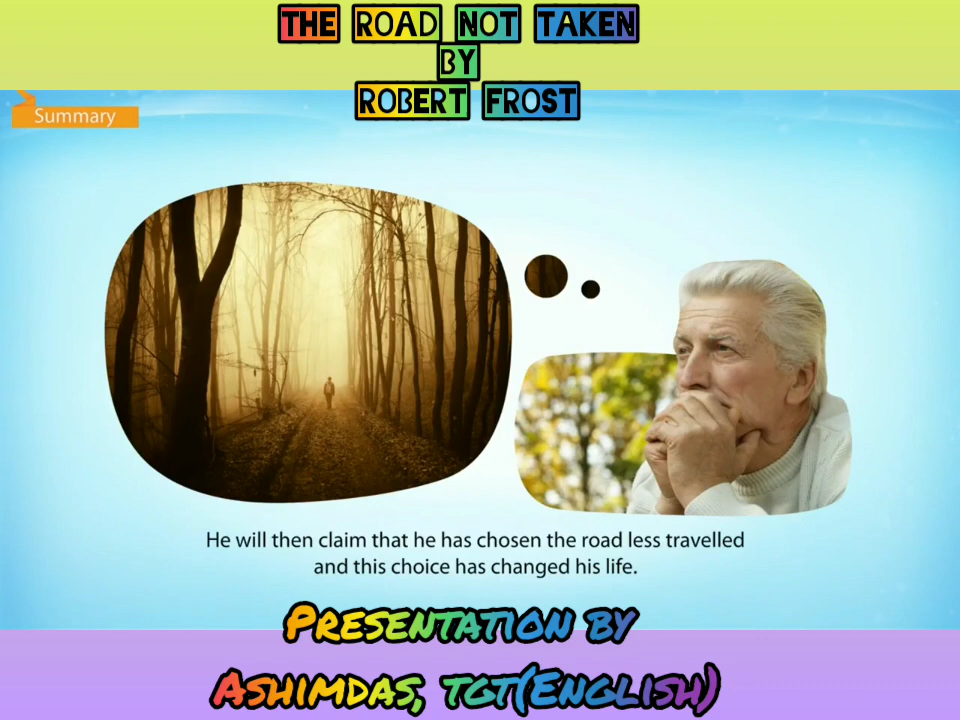 THE ROAD NOT TAKEN
BY
ROBERT FROST
Summary
He will then claim that he has chosen the road less travelled
and this choice has changed his life.
PRESENTATION BY
ASHIMDAS, TGT(ENGLISH)